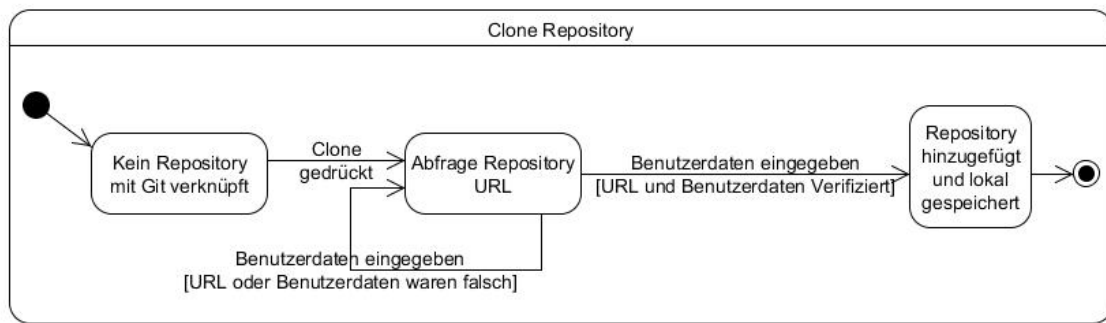 Clone Repository
Kein Repository
mit Git verknüpft
Clone
gedrückt
Abfrage Repository
URL
Benutzerdaten eingegeben
[URL und Benutzerdaten Verifiziert]
Repository
hinzugefügt
und lokal
gespeichert
Benutzerdaten eingegeben
[URL oder Benutzerdaten waren falsch]